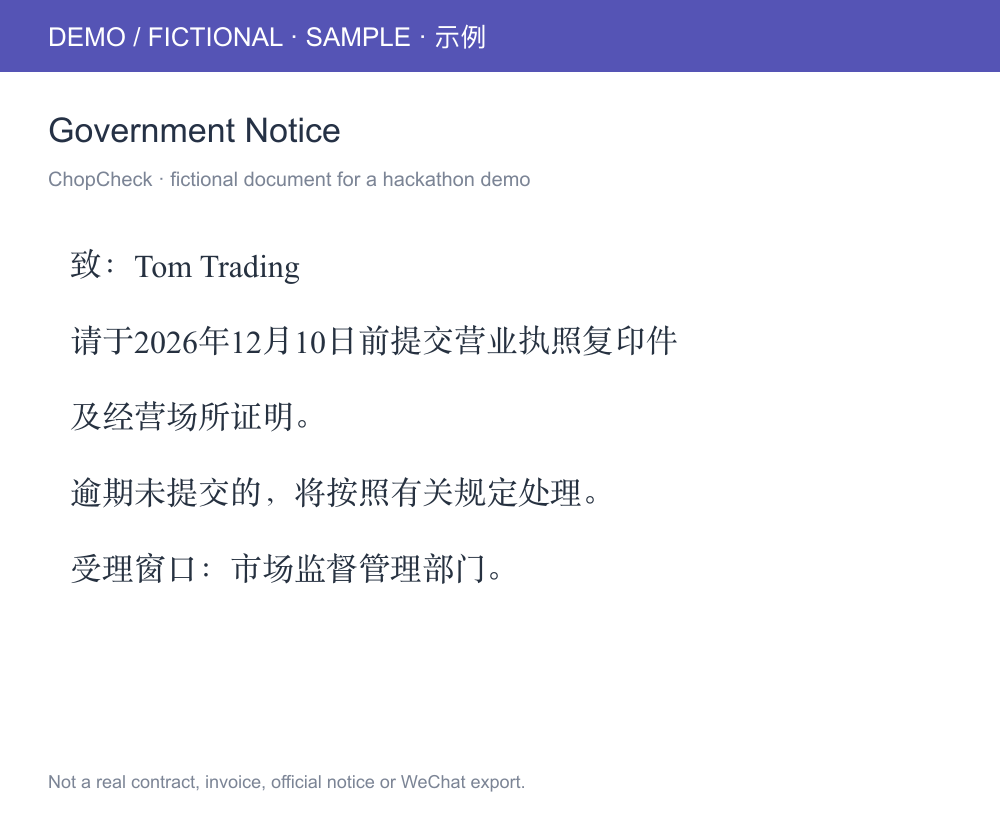 DEMO / FICTIONAL · SAMPLE · 示例
Government Notice
ChopCheck · fictional document for a hackathon demo
致：Tom Trading
请于2026年12月10日前提交营业执照复印件
及经营场所证明。
逾期未提交的，将按照有关规定处理。
受理窗口：市场监督管理部门。
Not a real contract, invoice, official notice or WeChat export.